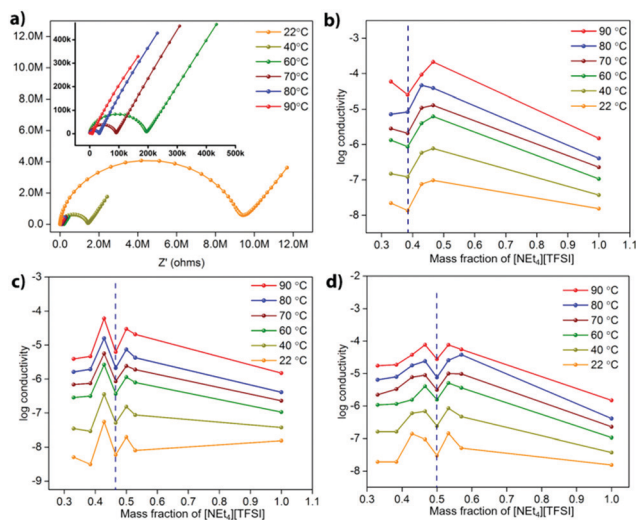 a)
12.0M
10.0M
8.0M
6.0M
4.0M
2.0M
0.0
400k
300k
200k
100k
0
0 100k 200k 300k 400k 500k
22°C
40°C
60°C
70°C
80°C
90°C
0.0 2.0M 4.0M 6.0M 8.0M 10.0M 12.0M
Z' (ohms)
b)
log conductivity
-2
-3
-4
-5
-6
-7
-8
90 °C
80 °C
70 °C
60 °C
40 °C
22 °C
0.3 0.4 0.5 0.6 0.7 0.8 0.9 1.0
Mass fraction of [NEt4][TFSI]
c)
log conductivity
-3
-4
-5
-6
-7
-8
-9
90 °C
80 °C
70 °C
60 °C
40 °C
22 °C
0.3 0.4 0.5 0.6 0.7 0.8 0.9 1.0
Mass fraction of [NEt4][TFSI]
d)
log conductivity
-2
-3
-4
-5
-6
-7
-8
90 °C
80 °C
70 °C
60 °C
40 °C
22 °C
0.3 0.4 0.5 0.6 0.7 0.8 0.9 1.0
Mass fraction of [NEt4][TFSI]